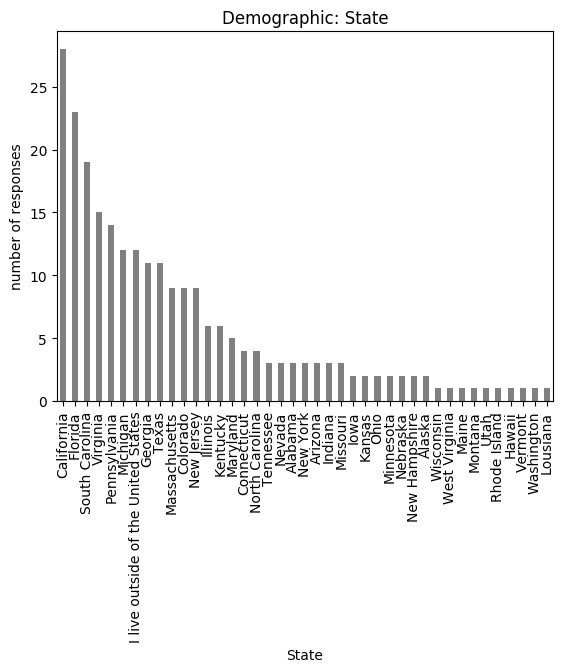 Demographic: State
number of responses
25
20
15
10
5
0
California
Florida
South Carolina
Virginia
Pennsylvania
Michigan
I live outside of the United States
Georgia
Texas
Massachusetts
Colorado
New Jersey
Illinois
Kentucky
Maryland
Connecticut
North Carolina
Tennessee
Nevada
Alabama
New York
Arizona
Indiana
Missouri
Iowa
Kansas
Ohio
Minnesota
Nebraska
New Hampshire
Alaska
Wisconsin
West Virginia
Maine
Montana
Utah
Rhode Island
Hawaii
Vermont
Washington
Lousiana
State